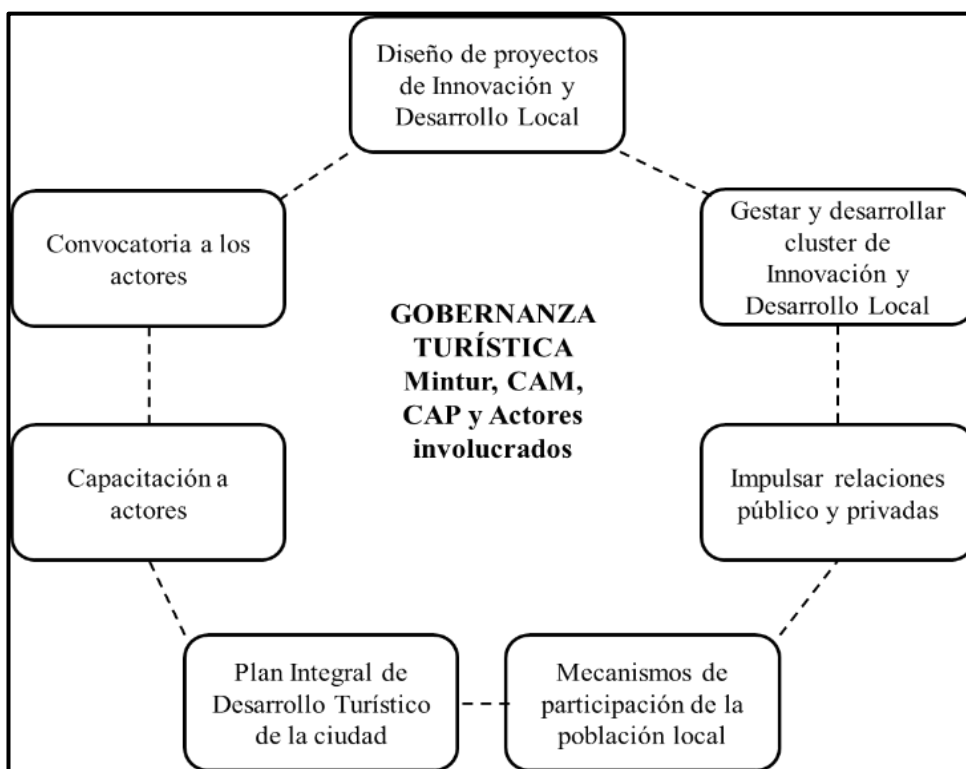 Diseño de proyectos
de Innovación y
Desarrollo Local
Convocatoria a los
actores
Gestar y desarrollar
cluster de
Innovación y
Desarrollo Local
GOBERNANZA
TURÍSTICA
Mintur, CAM,
CAP y Actores
involucrados
Capacitación a
actores
Impulsar relaciones
público y privadas
Plan Integral de
Desarrollo Turístico
de la ciudad
Mecanismos de
participación de la
población local